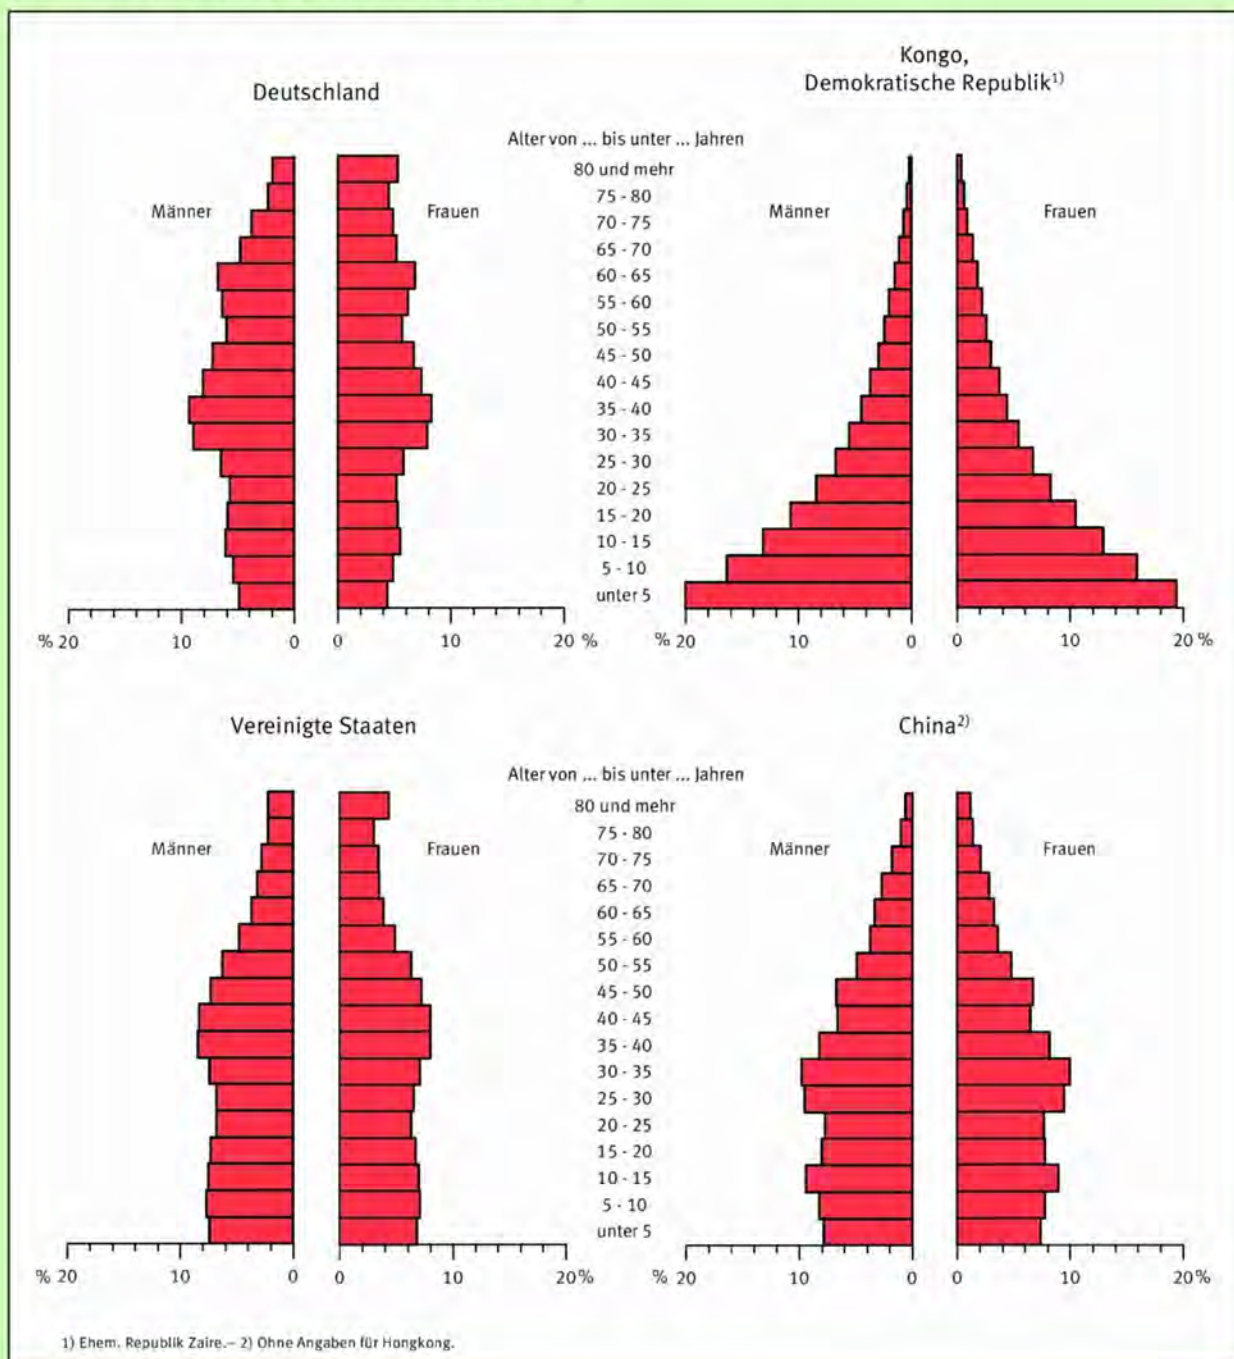 Deutschland
Kongo,
Demokratische Republik1)
Alter von ... bis unter ... Jahren
80 und mehr
75 - 80
Männer
Frauen
70 - 75
Männer
Frauen
65 - 70
60 - 65
55 - 60
50 - 55
45 - 50
40 - 45
35 - 40
30 - 35
25 - 30
20 - 25
15 - 20
10 - 15
5 - 10
unter 5
% 20 10 0 0 10 20 % % 20 10 0 0 10 20 %
Vereinigte Staaten
China2)
Alter von ... bis unter ... Jahren
80 und mehr
75 - 80
Männer
Frauen
70 - 75
Männer
Frauen
65 - 70
60 - 65
55 - 60
50 - 55
45 - 50
40 - 45
35 - 40
30 - 35
25 - 30
20 - 25
15 - 20
10 - 15
5 - 10
unter 5
% 20 10 0 0 10 20 % % 20 10 0 0 10 20 %
1) Ehem. Republik Zaire.– 2) Ohne Angaben für Hongkong.